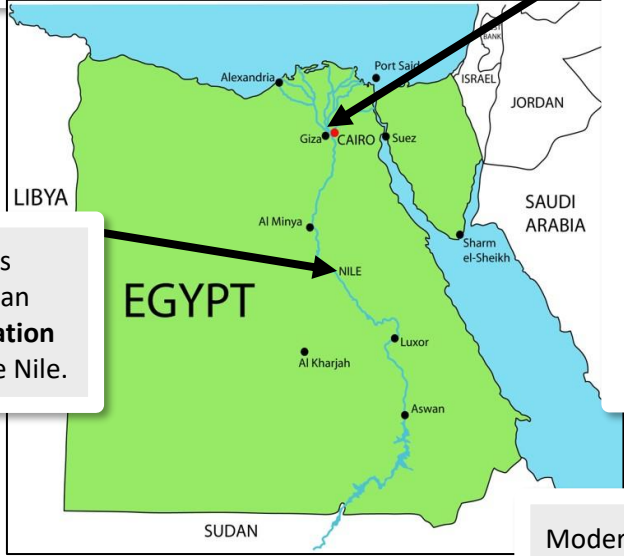 BANK
Port Said
Alexandria
ISRAEL
JORDAN
Giza
CAIRO
Suez
LIBYA
SAUDI
ARABIA
Al Minya
Sharm
el-Sheikh
s
an
ation
e Nile.
NILE
EGYPT
Luxor
Al Kharjah
Aswan
SUDAN
Moder